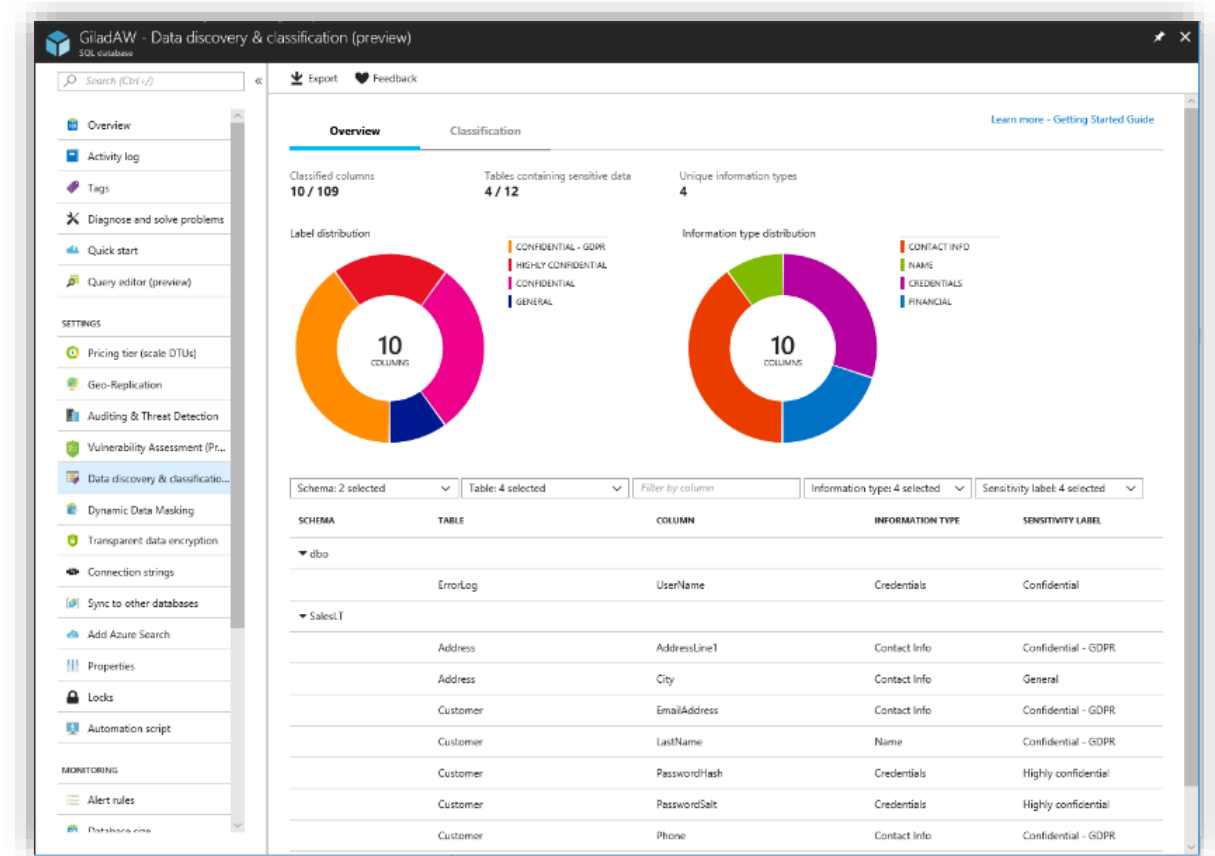 GiladAW - Data discovery & classification (preview)
SQL database
Search (Ctrl+/)
«
Export Feedback
Overview
Activity log
Tags
Diagnose and solve problems
Quick start
Query editor (preview)
SETTINGS
Pricing tier (scale DTUs)
Geo-Replication
Auditing & Threat Detection
Vulnerability Assessment (Pr...
Data discovery & classificatio...
Dynamic Data Masking
Transparent data encryption
Connection strings
Sync to other databases
Add Azure Search
Properties
Locks
Automation script
MONITORING
Alert rules
Database size
Learn more - Getting Started Guide
Overview Classification
Classified columns Tables containing sensitive data Unique information types
10 / 109 4 / 12 4
Label distribution
CONFIDENTIAL - GDPR
HIGHLY CONFIDENTIAL
CONFIDENTIAL
GENERAL
10
COLUMNS
Information type distribution
CONTACT INFO
NAME
CREDENTIALS
FINANCIAL
10
COLUMNS
Schema: 2 selected Table: 4 selected Filter by column Information type: 4 selected Sensitivity label: 4 selected
SCHEMA TABLE COLUMN INFORMATION TYPE SENSITIVITY LABEL
dbo
ErrorLog UserName Credentials Confidential
SalesLT
Address AddressLine1 Contact Info Confidential - GDPR
Address City Contact Info General
Customer EmailAddress Contact Info Confidential - GDPR
Customer LastName Name Confidential - GDPR
Customer PasswordHash Credentials Highly confidential
Customer PasswordSalt Credentials Highly confidential
Customer Phone Contact Info Confidential - GDPR